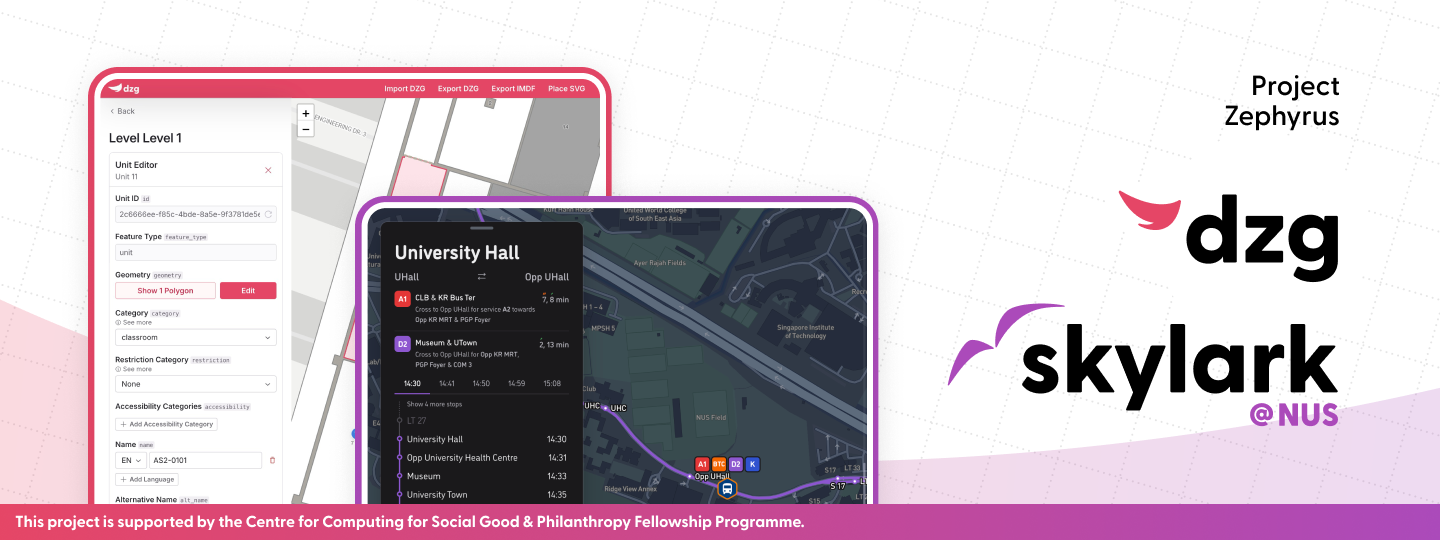 dzg
Import DZG Export DZG Export IMDF Place SVG
Back
Level Level 1
Unit Editor
Unit 11
Unit ID id
2c6666ee-f85c-4bde-8a5e-9f3781de5e
Feature Type feature_type
unit
Geometry geometry
Show 1 Polygon Edit
Category category
See more
classroom
Restriction Category restriction
See more
None
Accessibility Categories accessibility
+ Add Accessibility Category
Name name
EN AS2-0101
+ Add Language
Alternative Name alt_name
+
−
ENGINEERING DR. 3
University Hall
UHall Opp UHall
A1 CLB & KR Bus Ter 7, 8 min
Cross to Opp UHall for service A2 towards
Opp KR MRT & PGP Foyer
D2 Museum & UTown 2, 13 min
Cross to Opp UHall for Opp KR MRT,
PGP Foyer & COM 3
14:30 14:41 14:50 14:59 15:08
Show 4 more stops
LT 27
University Hall 14:30
Opp University Health Centre 14:31
Museum 14:33
University Town 14:35
Kum Hann House
United World College
of South East Asia
Ayer Rajah Fields
MPSH 5
Singapore Institute
of Technology
Club
UHC UHC
NUS Field
A1 BTC D2 K
Opp UHall
Ridge View Annex
S17 LT 30
S 17
S15
Project
Zephyrus
dzg
skylark
@NUS
This project is supported by the Centre for Computing for Social Good & Philanthropy Fellowship Programme.